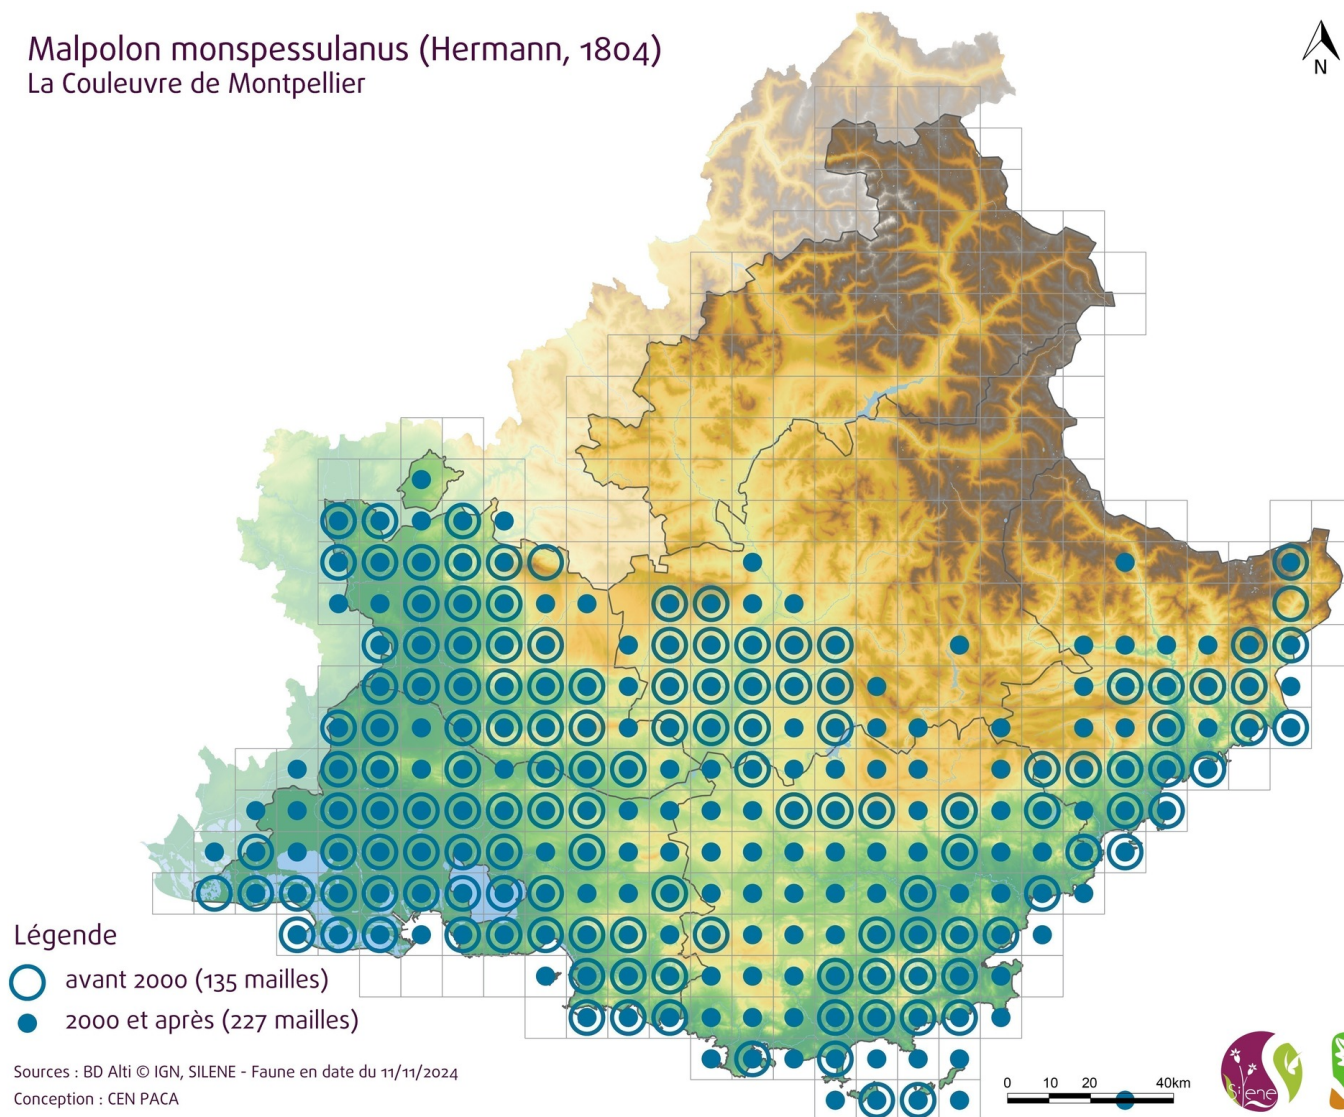 Malpolon monspessulanus (Hermann, 1804)
La Couleuvre de Montpellier
N
Légende
avant 2000 (135 mailles)
2000 et après (227 mailles)
Sources : BD Alti © IGN, SILENE - Faune en date du 11/11/2024
Conception : CEN PACA
0 10 20 40km
Silene